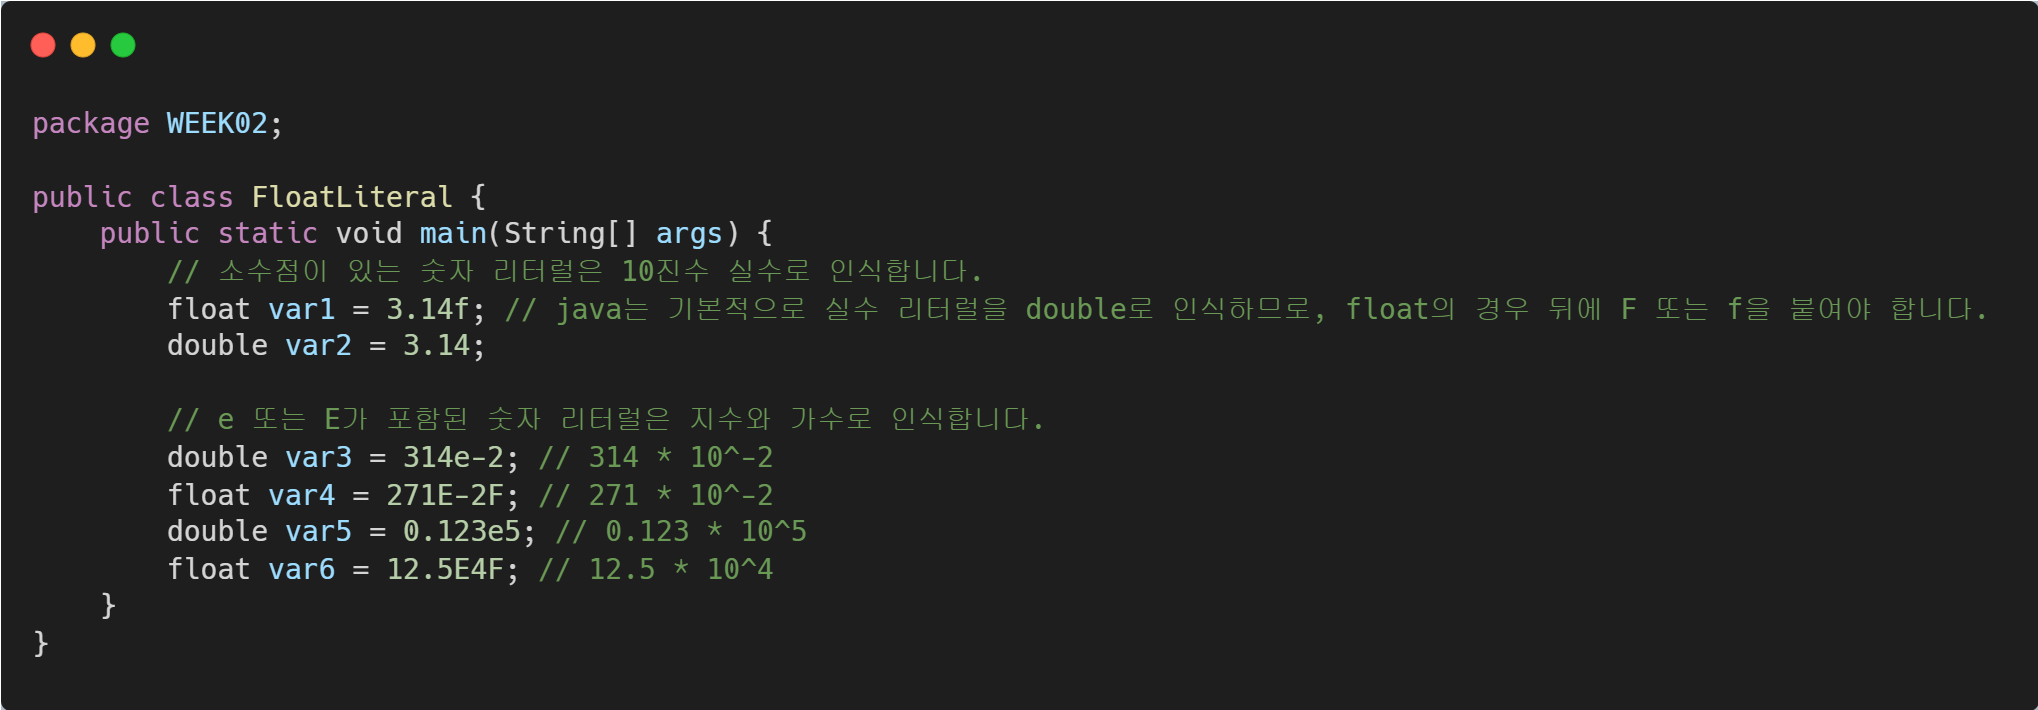 package WEEK02;
public class FloatLiteral {
public static void main(String[] args) {
// 소수점이 있는 숫자 리터럴은 10진수 실수로 인식합니다.
float var1 = 3.14f; // java는 기본적으로 실수 리터럴을 double로 인식하므로, float의 경우 뒤에 F 또는 f을 붙여야 합니다.
double var2 = 3.14;
// e 또는 E가 포함된 숫자 리터럴은 지수와 가수로 인식합니다.
double var3 = 314e-2; // 314 * 10^-2
float var4 = 271E-2F; // 271 * 10^-2
double var5 = 0.123e5; // 0.123 * 10^5
float var6 = 12.5E4F; // 12.5 * 10^4
}
}